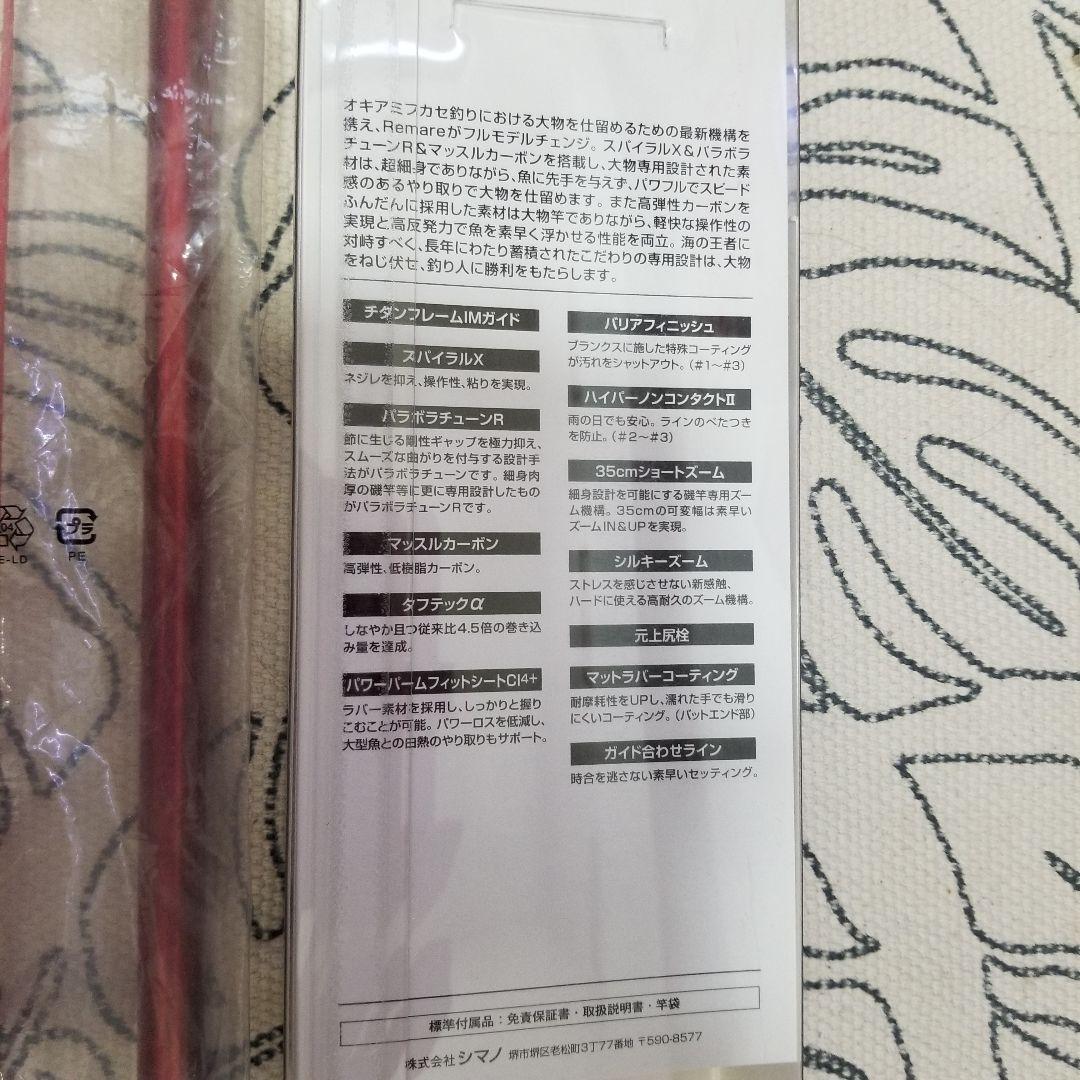 オキアミフカセ釣りにおける大物を仕留めるための最新機構を
携え、Remareがフルモデルチェンジ。スパイラルX＆パラボラ
チューンR＆マッスルカーボンを搭載し、大物専用設計された素
材は、超細身でありながら、魚に先手を与えず、パワフルでスピード
感のあるやり取りで大物を仕留めます。また高弾性カーボンを
ふんだんに採用した素材は大物竿でありながら、軽快な操作性の
実現と高反発力で魚を素早く浮かせる性能を両立。海の王者に
対峙すべく、長年にわたり蓄積されたこだわりの専用設計は、大物
をねじ伏せ、釣り人に勝利をもたらします。
チタンフレームIMガイド
スパイラルX
ネジレを抑え、操作性、粘りを実現。
パラボラチューンR
節に生じる剛性ギャップを極力抑え、
スムーズな曲がりを付与する設計手
法がパラボラチューンです。細身肉
厚の磯竿等に更に専用設計したもの
がパラボラチューンRです。
マッスルカーボン
高弾性、低樹脂カーボン。
タフテックα
しなやか且つ従来比4.5倍の巻き込
み量を達成。
パワーパームフィットシートCI4+
ラバー素材を採用し、しっかりと握り
こむことが可能。パワーロスを低減し、
大型魚との白熱のやり取りもサポート。
バリアフィニッシュ
ブランクスに施した特殊コーティング
が汚れをシャットアウト。（#1〜#3）
ハイパーノンコンタクトⅡ
雨の日でも安心。ラインのべたつき
を防止。（#2〜#3）
35cmショートズーム
細身設計を可能にする磯竿専用ズー
ム機構。35cmの可変幅は素早い
ズームIN＆UPを実現。
シルキーズーム
ストレスを感じさせない新感触、
ハードに使える高耐久のズーム機構。
元上尻栓
マットラバーコーティング
耐摩耗性をUPし、濡れた手でも滑り
にくいコーティング。（バットエンド部）
ガイド合わせライン
時合を逃さない素早いセッティング。
標準付属品：免責保証書・取扱説明書・竿袋
株式会社シマノ 堺市堺区老松町3丁77番地 〒590-8577
04
E-LD
プラ
PE